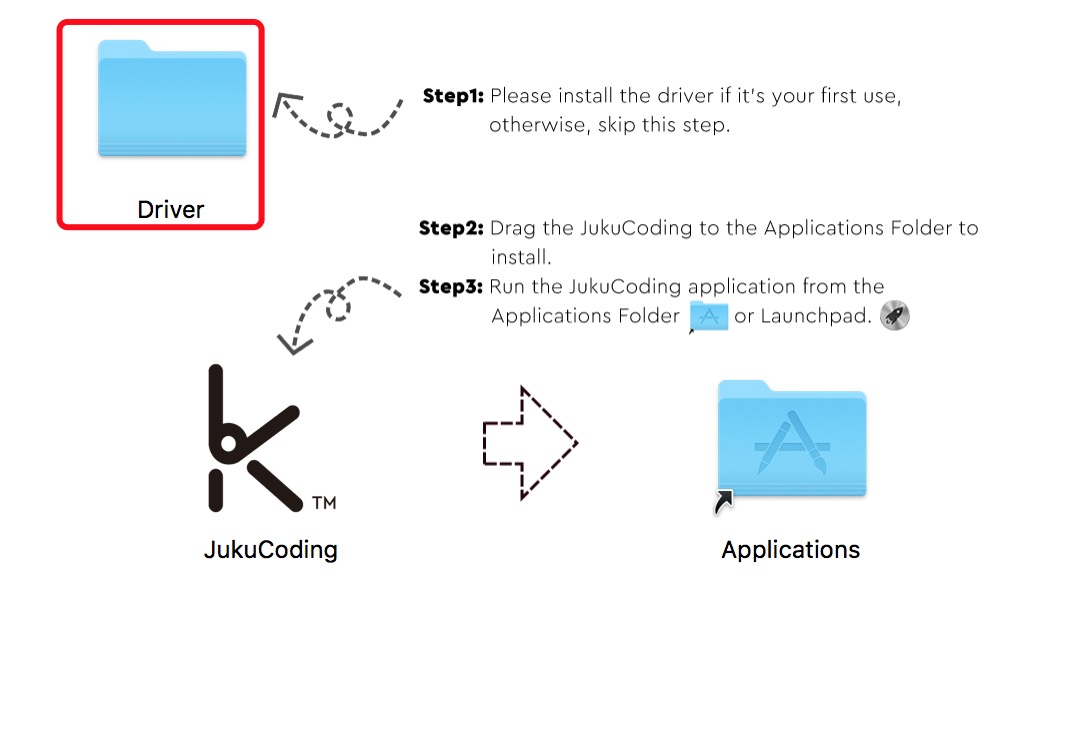 Step1: Please install the driver if it's your first use,
otherwise, skip this step.
Driver
Step2: Drag the JukuCoding to the Applications Folder to
install.
Step3: Run the JukuCoding application from the
Applications Folder or Launchpad.
TM
JukuCoding
Applications